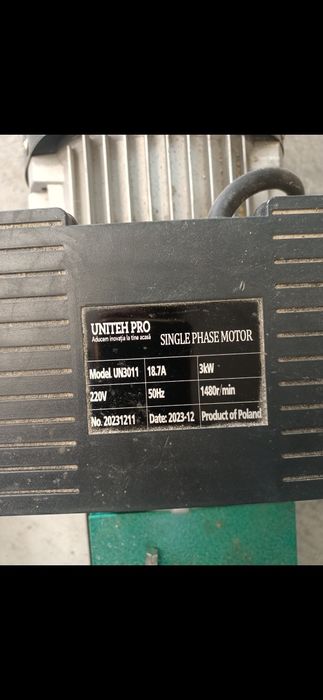 UNITEH PRO
Aducem inovația la tine acasă
SINGLE PHASE MOTOR
Model. UN3011 18.7A 3kW
220V 50Hz 1480r/min
No. 20231211 Date: 2023-12 Product of Poland